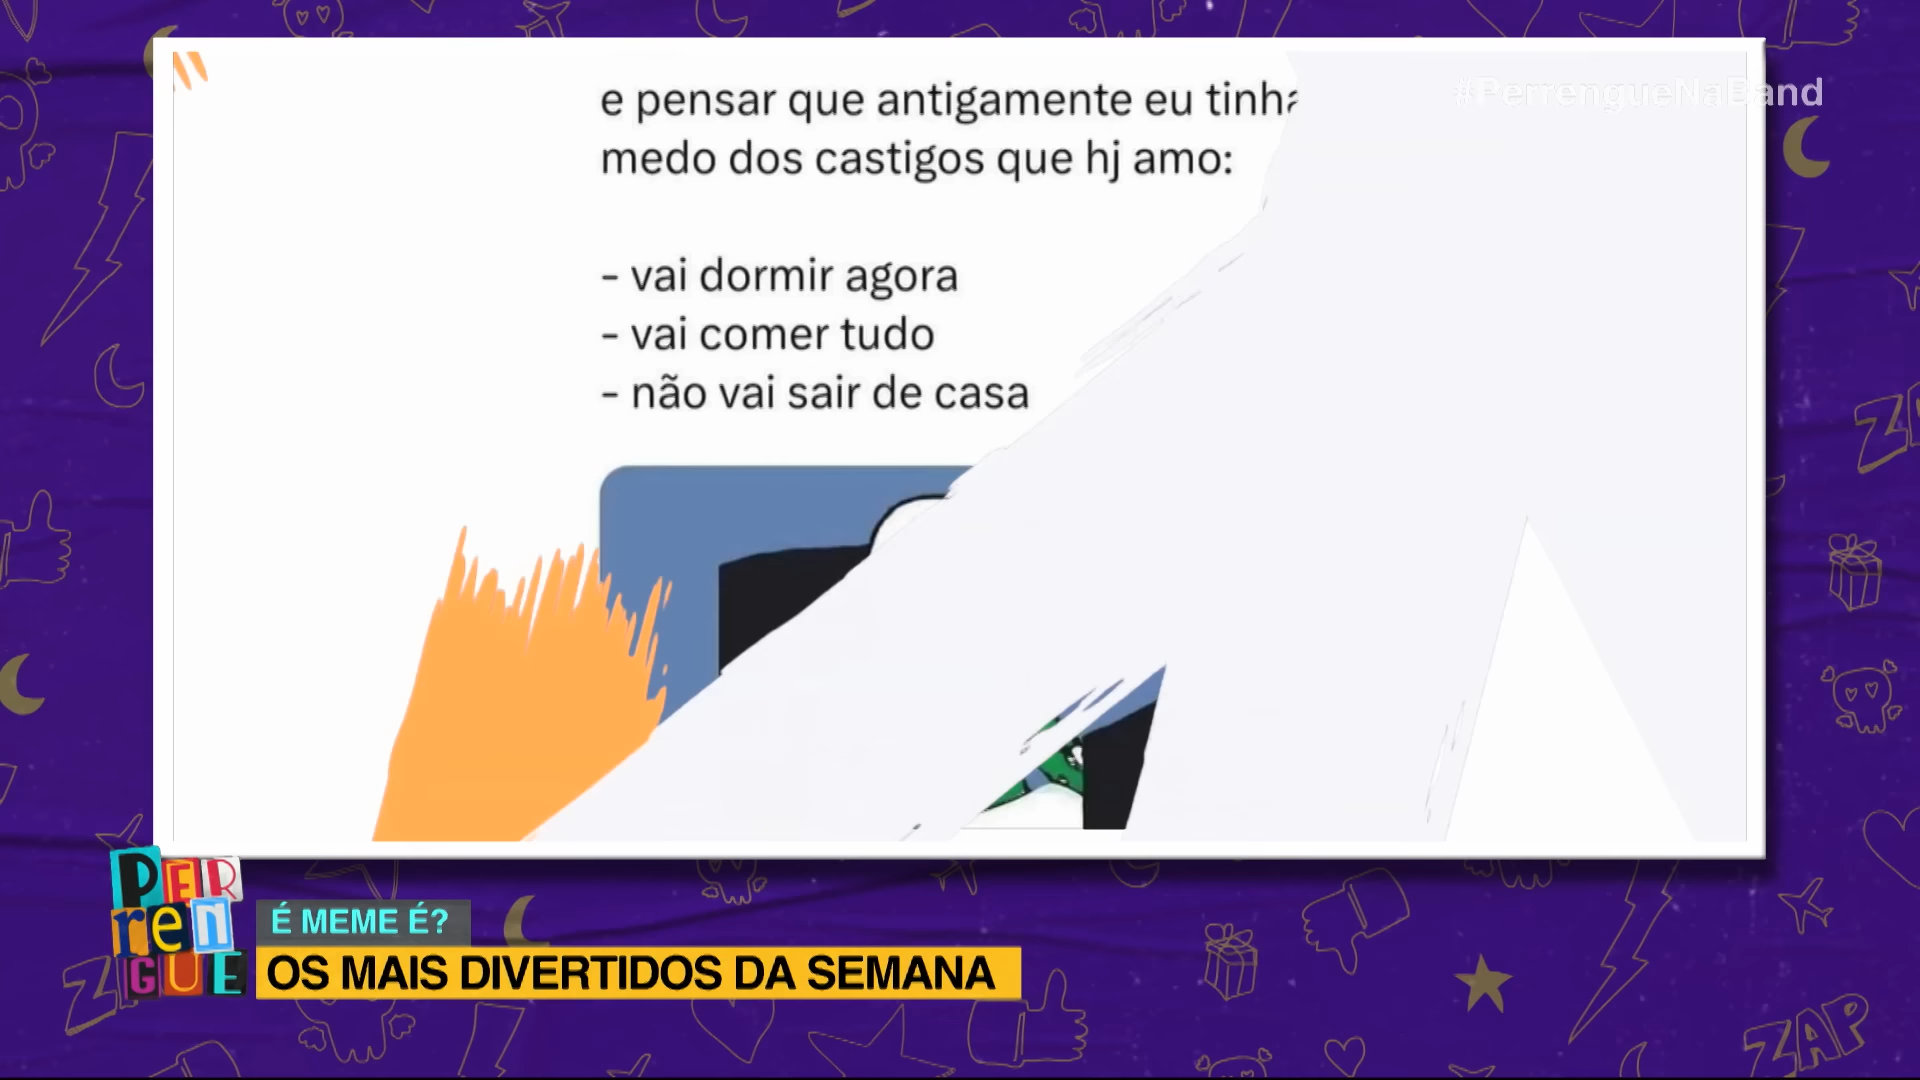 #PerrengueNaBand
e pensar que antigamente eu tinha
medo dos castigos que hj amo:
- vai dormir agora
- vai comer tudo
- não vai sair de casa
PERRENGUE
É MEME É?
OS MAIS DIVERTIDOS DA SEMANA
ZAP